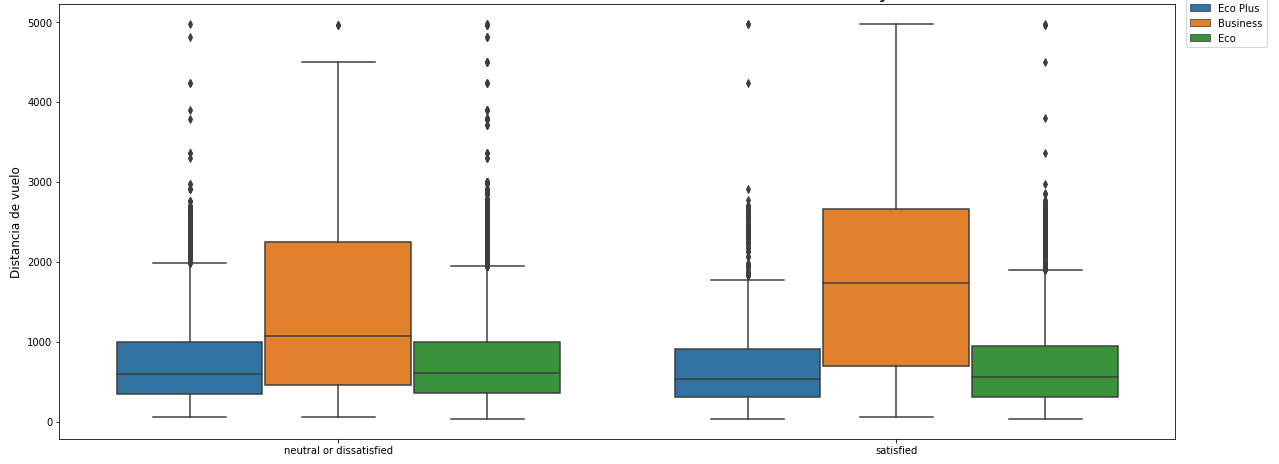 Eco Plus
Business
Eco
Distancia de vuelo
5000
4000
3000
2000
1000
0
neutral or dissatisfied
satisfied